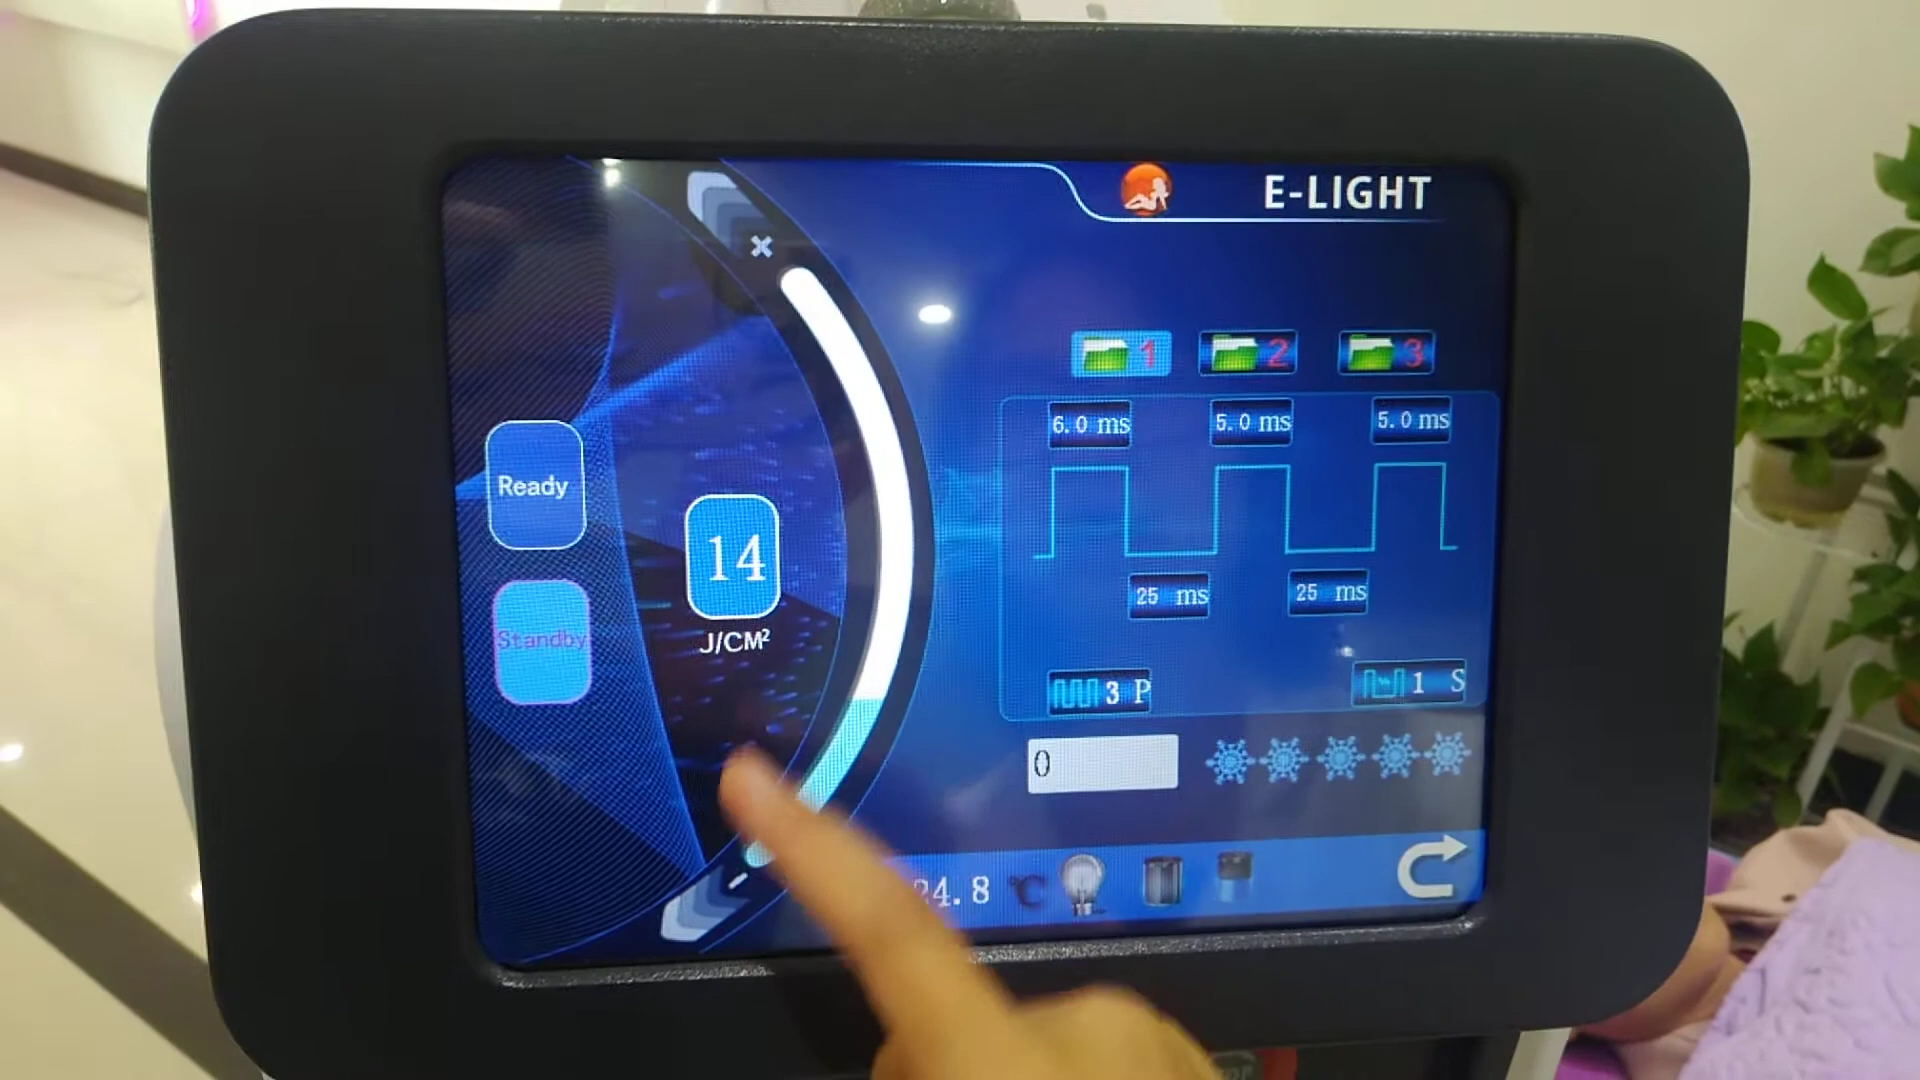 E-LIGHT
1 2 3
6.0 ms 5.0 ms 5.0 ms
Ready
14
J/CM²
25 ms 25 ms
Standby
3 P 1 S
0
24.8 ℃